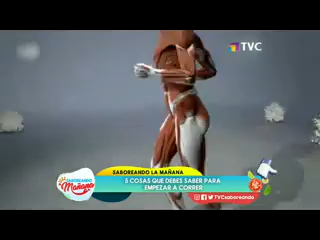 TVC
SABOREANDO LA MAÑANA
5 COSAS QUE DEBES SABER PARA
EMPEZAR A CORRER
SABOREANDO
la Mañana
TVCsaboreando